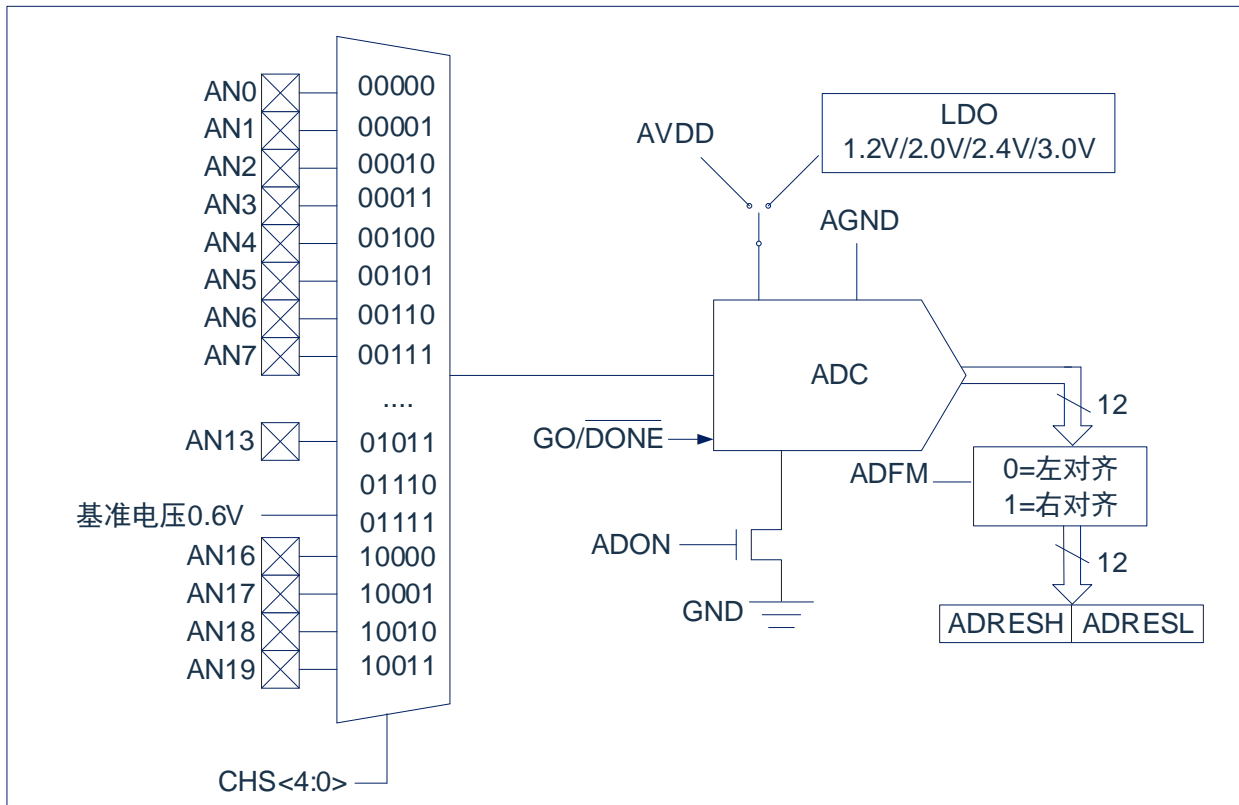 AN0 00000
AN1 00001
AN2 00010
AN3 00011
AN4 00100
AN5 00101
AN6 00110
AN7 00111
....
AN13 01011
01110
基准电压0.6V 01111
AN16 10000
AN17 10001
AN18 10010
AN19 10011
CHS<4:0>
AVDD
LDO
1.2V/2.0V/2.4V/3.0V
AGND
ADC
GO/DONE
12
ADFM
0=左对齐
1=右对齐
ADON
12
GND
ADRESH ADRESL